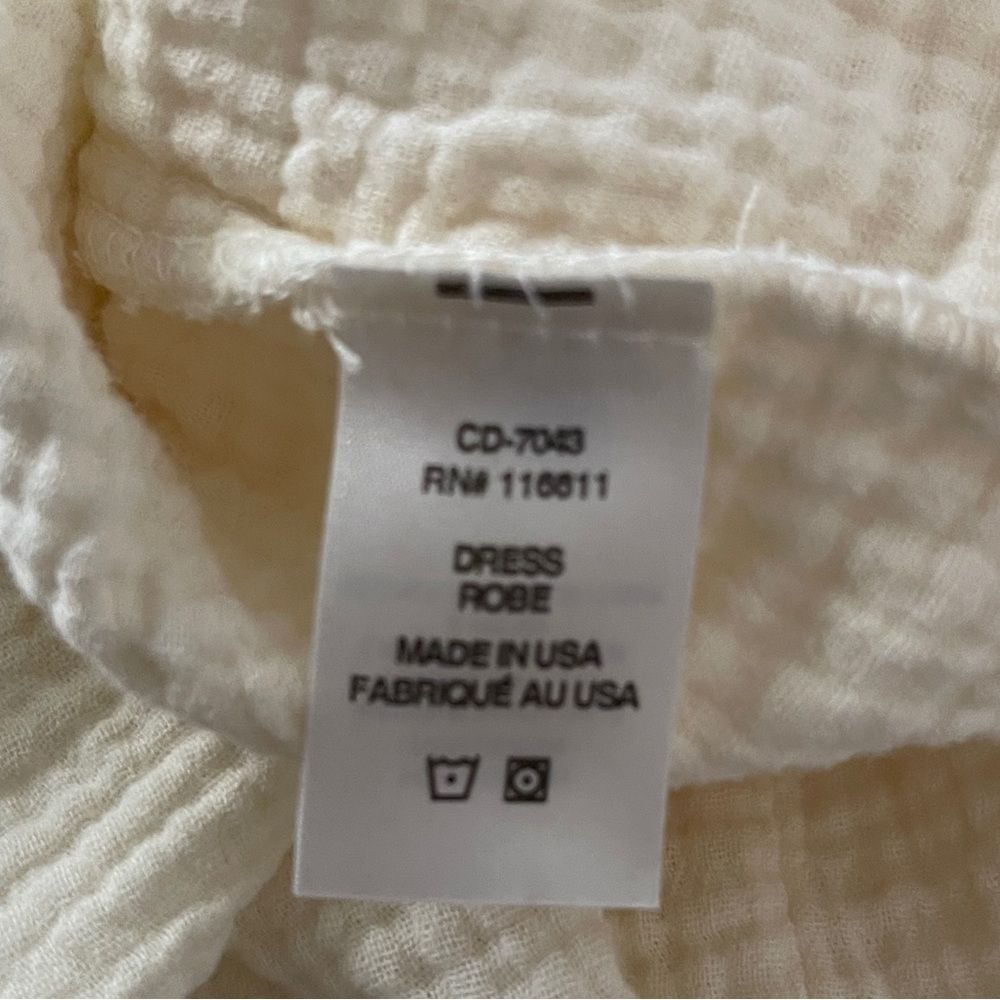 CD-7043
RN# 116611
DRESS
ROBE
MADE IN USA
FABRIQUÉ AU USA